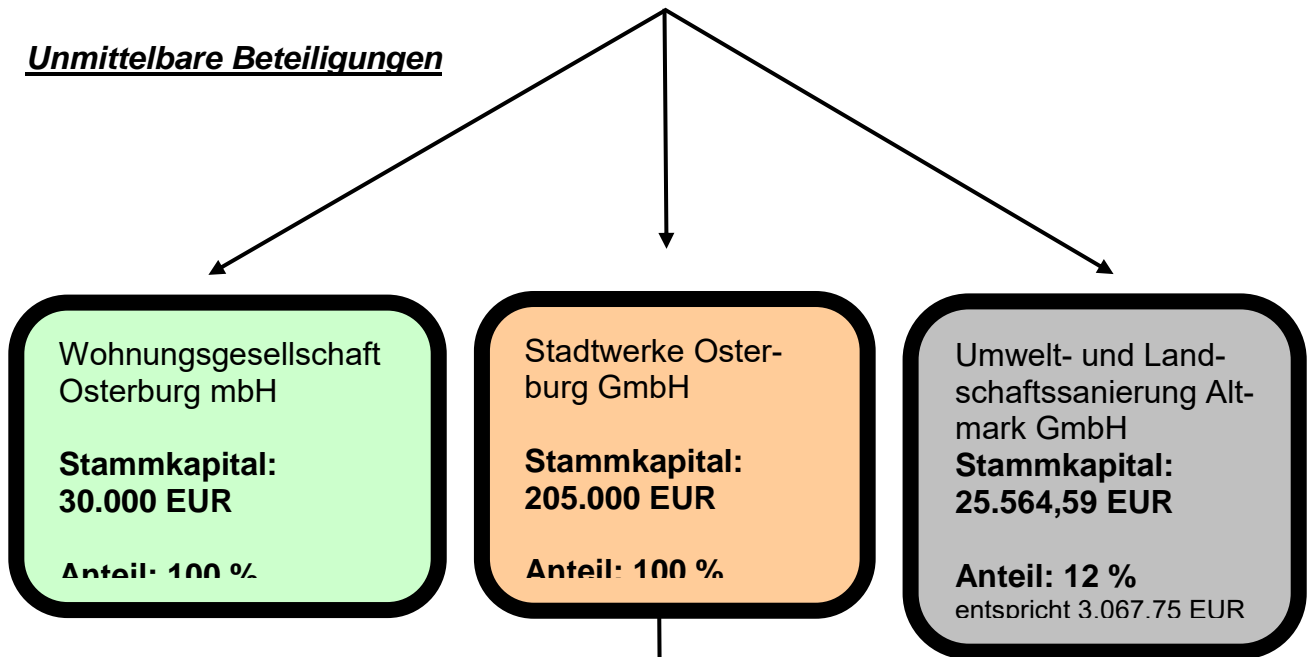 Unmittelbare Beteiligungen
Wohnungsgesellschaft
Osterburg mbH
Stammkapital:
30.000 EUR
Anteil: 100 %
Stadtwerke Oster-
burg GmbH
Stammkapital:
205.000 EUR
Anteil: 100 %
Umwelt- und Land-
schaftssanierung Alt-
mark GmbH
Stammkapital:
25.564,59 EUR
Anteil: 12 %
entspricht 3.067,75 EUR